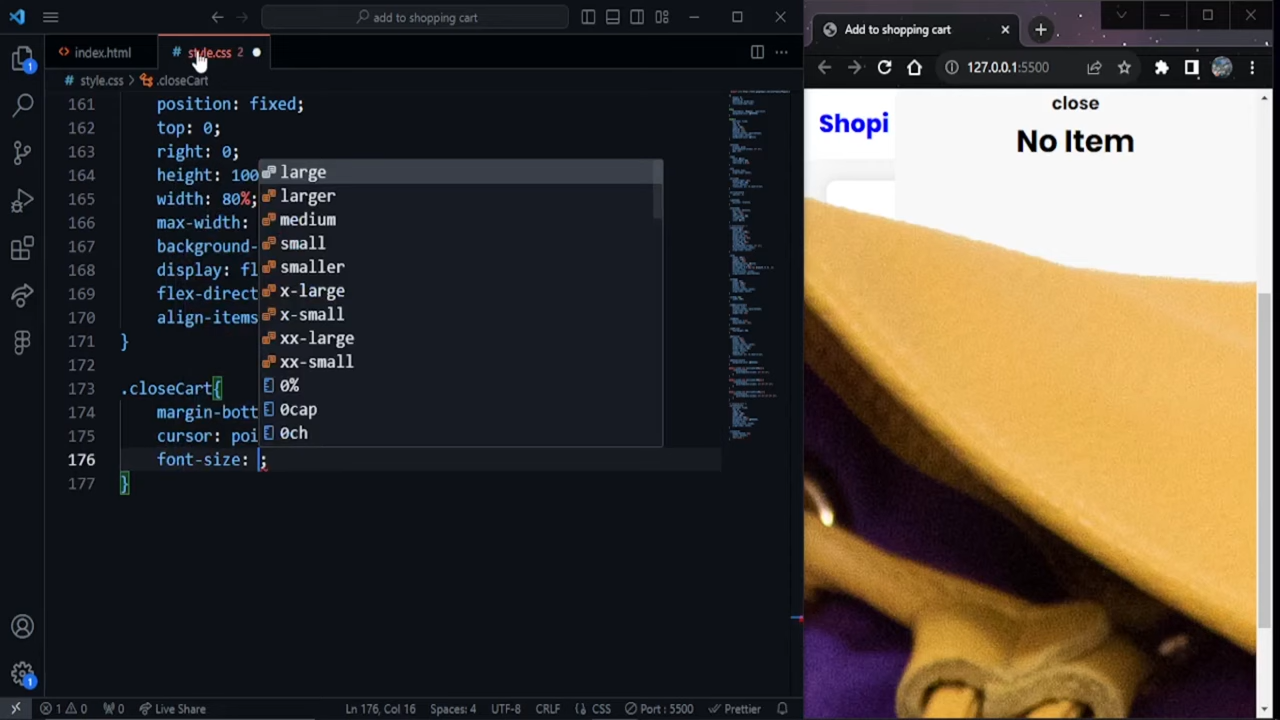 add to shopping cart
index.html
# style.css 2
# style.css > .closeCart
161 position: fixed;
162 top: 0;
163 right: 0;
164 height: 100
165 width: 80%;
166 max-width:
167 background-
168 display: fl
169 flex-direct
170 align-items
171 }
172
173 .closeCart{
174 margin-bott
175 cursor: poi
176 font-size: ;
177 }
large
larger
medium
small
smaller
x-large
x-small
xx-large
xx-small
0%
0cap
0ch
1
1
1 0 0 Live Share Ln 176, Col 16 Spaces: 4 UTF-8 CRLF CSS Port : 5500 Prettier
Add to shopping cart
127.0.0.1:5500
Shopi
close
No Item